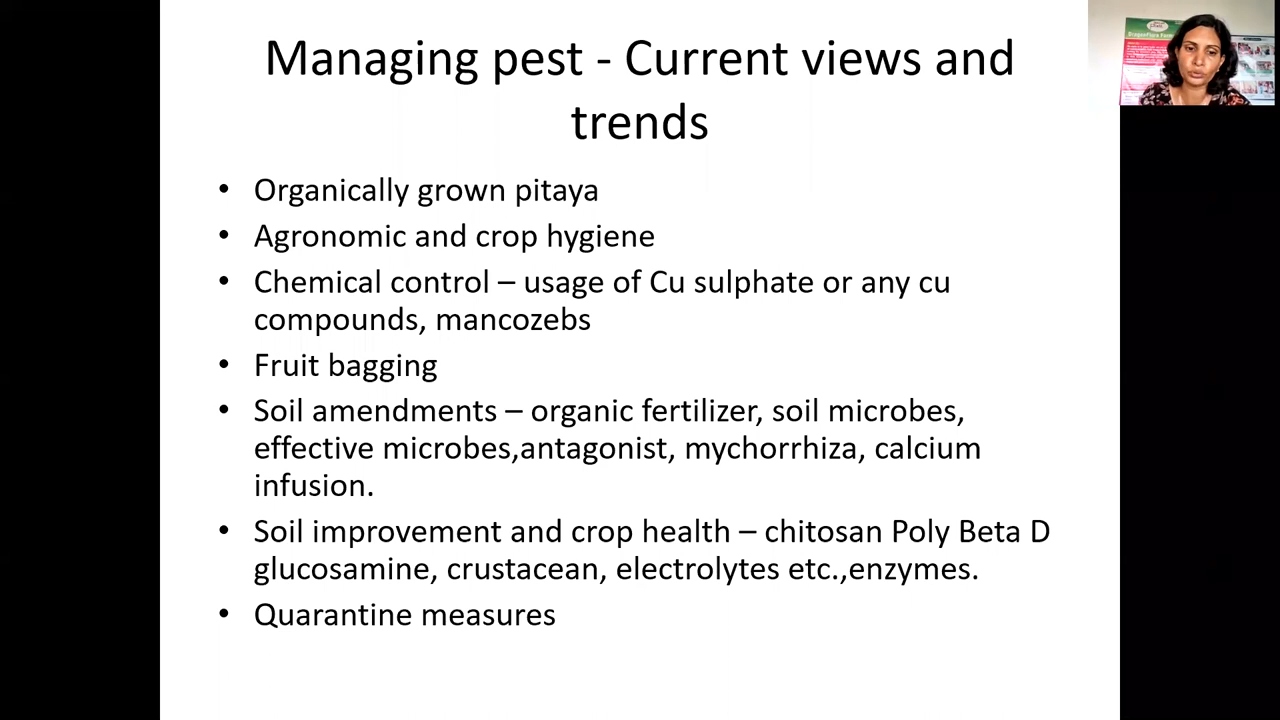 Managing pest - Current views and
trends
• Organically grown pitaya
• Agronomic and crop hygiene
• Chemical control – usage of Cu sulphate or any cu
compounds, mancozebs
• Fruit bagging
• Soil amendments – organic fertilizer, soil microbes,
effective microbes,antagonist, mychorrhiza, calcium
infusion.
• Soil improvement and crop health – chitosan Poly Beta D
glucosamine, crustacean, electrolytes etc.,enzymes.
• Quarantine measures